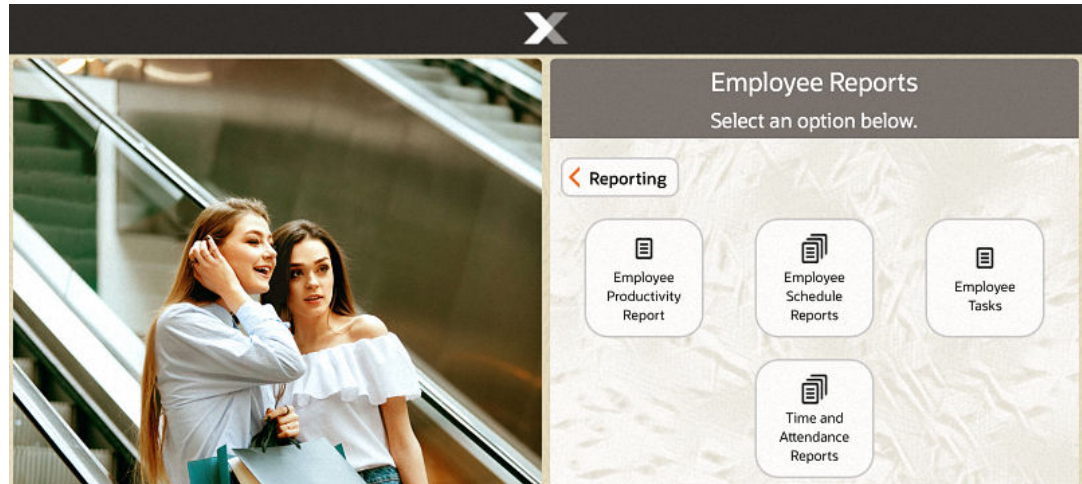 Employee Reports
Select an option below.
Reporting
Employee
Productivity
Report
Employee
Schedule
Reports
Employee
Tasks
Time and
Attendance
Reports